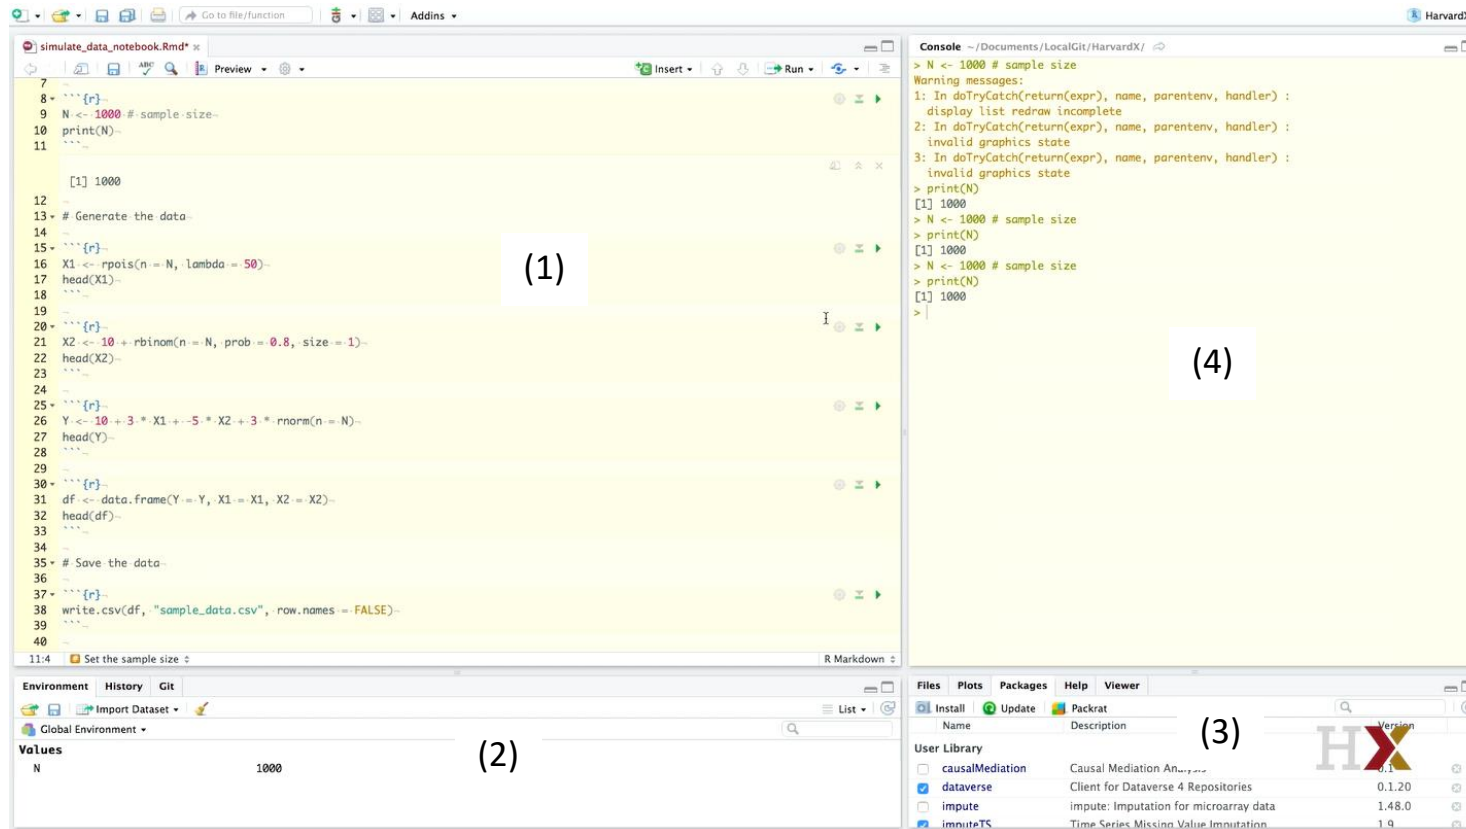 Go to file/function Addins HarvardX
simulate_data_notebook.Rmd*
ABC Preview Insert Run
7
8 ```{r}
9 N <- 1000 # sample size
10 print(N)
11 ```
[1] 1000
12
13 # Generate the data
14
15 ```{r}
16 X1 <- rpois(n = N, lambda = 50)
17 head(X1)
18 ```
19
20 ```{r}
21 X2 <- 10 + rbinom(n = N, prob = 0.8, size = 1)
22 head(X2)
23 ```
24
25 ```{r}
26 Y <- 10 + 3 * X1 + -5 * X2 + 3 * rnorm(n = N)
27 head(Y)
28 ```
29
30 ```{r}
31 df <- data.frame(Y = Y, X1 = X1, X2 = X2)
32 head(df)
33 ```
34
35 # Save the data
36
37 ```{r}
38 write.csv(df, "sample_data.csv", row.names = FALSE)
39 ```
40
11:4 Set the sample size R Markdown
(1)
Console ~/Documents/LocalGit/HarvardX/
> N <- 1000 # sample size
Warning messages:
1: In doTryCatch(return(expr), name, parentenv, handler) :
display list redraw incomplete
2: In doTryCatch(return(expr), name, parentenv, handler) :
invalid graphics state
3: In doTryCatch(return(expr), name, parentenv, handler) :
invalid graphics state
> print(N)
[1] 1000
> N <- 1000 # sample size
> print(N)
[1] 1000
> N <- 1000 # sample size
> print(N)
[1] 1000
>
(4)
Environment History Git
Import Dataset List
Global Environment
Values
N 1000
(2)
Files Plots Packages Help Viewer
Install Update Packrat
Name Description Version
User Library
causalMediation Causal Mediation Analysis 0.1
dataverse Client for Dataverse 4 Repositories 0.1.20
impute impute: Imputation for microarray data 1.48.0
imputeTS Time Series Missing Value Imputation 1.9
(3)
HX